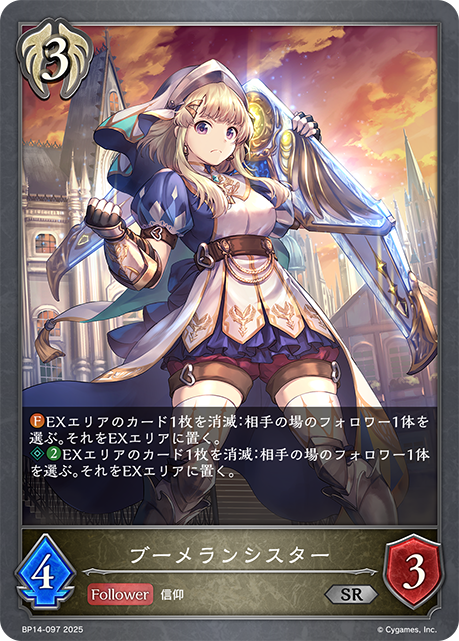 3
F EXエリアのカード1枚を消滅:相手の場のフォロワー1体を
選ぶ。それをEXエリアに置く。
2 EXエリアのカード1枚を消滅:相手の場のフォロワー1体
を選ぶ。それをEXエリアに置く。
ブーメランシスター
4
Follower 信仰
SR
3
BP14-097 2025
© Cygames, Inc.